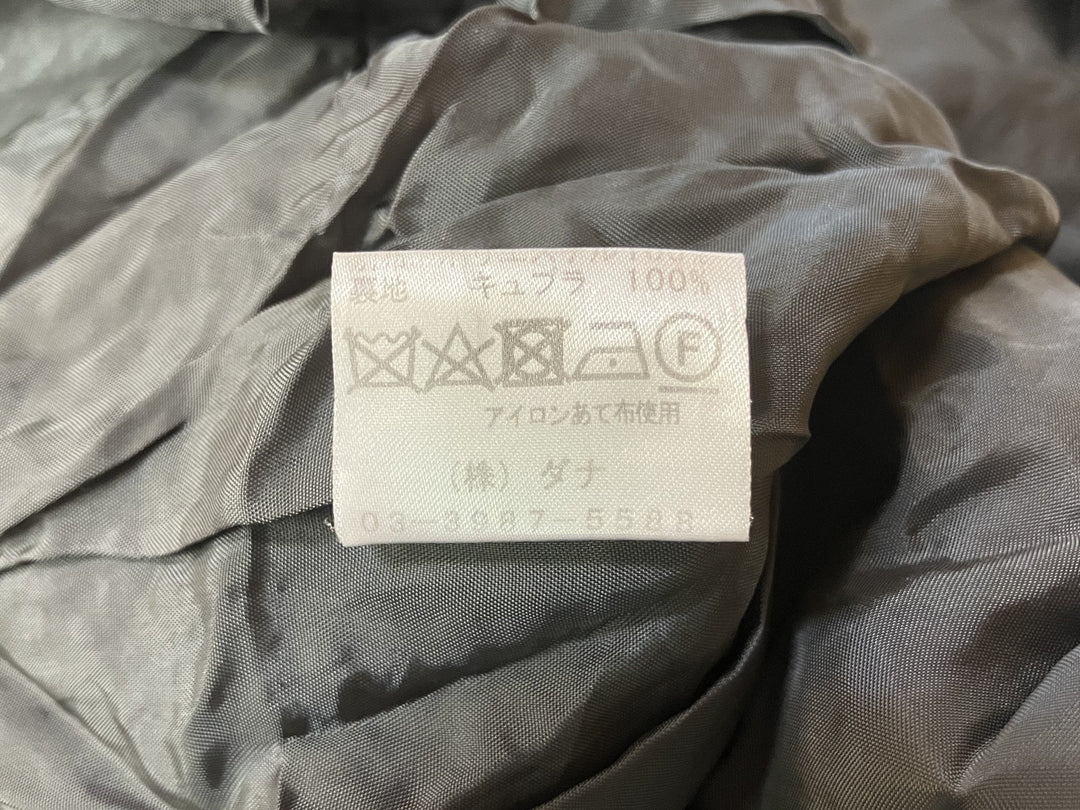 裏地 キュプラ 100%
F
アイロンあて布使用
(株) ダナ
03-3987-5588